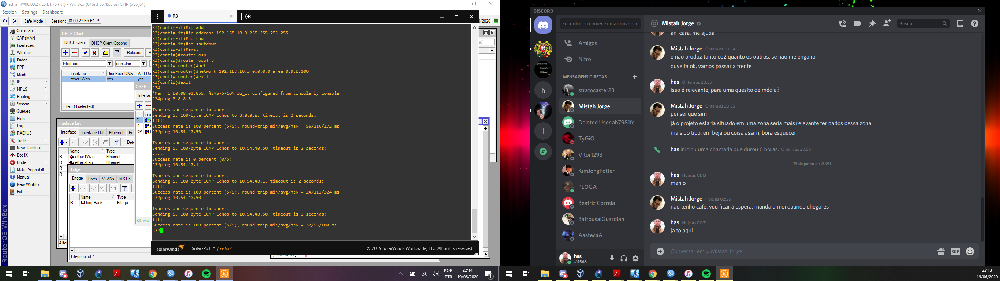 admin@08:00:27:E5:E1:75 (R1) - WinBox (64bit) v6.45.8 on CHR (x86_64)
Session Settings Dashboard
Safe Mode Session: 08:00:27:E5:E1:75
Quick Set
CAPsMAN
Interfaces
Wireless
Bridge
PPP
Mesh
IP
MPLS
Routing
System
Queues
Files
Log
RADIUS
Tools
New Terminal
Dot1X
Dude
Make Supout.rif
Manual
New WinBox
Exit
RouterOS WinBox
DHCP Client
DHCP Client DHCP Client Options
Release
Interface contains
Interface Use Peer DNS
ether1Wan yes yes
1 item (1 selected)
OSPF
D
D
DP
Interface List
Interface Interface List Ethernet
Name Type
R ether1Wan Ethernet
R ether2Lan Ethernet
R
R
Bridge
Bridge Ports VLANs MSTIs
Name Type
R loopBack Bridge
1 item out of 4
R3
R3(config-if)#ip add
R3(config-if)#ip address 192.168.10.3 255.255.255.255
R3(config-if)#no shu
R3(config-if)#no shutdown
R3(config-if)#exit
R3(config)#router osp
R3(config)#router ospf 3
R3(config-router)#net
R3(config-router)#network 192.168.10.3 0.0.0.0 area 0.0.0.100
R3(config-router)#exit
R3(config)#exit
R3#
*Mar  1 00:08:01.855: %SYS-5-CONFIG_I: Configured from console by console
R3#ping 8.8.8.8
Type escape sequence to abort.
Sending 5, 100-byte ICMP Echos to 8.8.8.8, timeout is 2 seconds:
!!!!!
Success rate is 100 percent (5/5), round-trip min/avg/max = 56/116/172 ms
R3#ping 10.54.40.50
Type escape sequence to abort.
Sending 5, 100-byte ICMP Echos to 10.54.40.50, timeout is 2 seconds:
.....
Success rate is 0 percent (0/5)
R3#ping 10.54.40.1
Type escape sequence to abort.
Sending 5, 100-byte ICMP Echos to 10.54.40.1, timeout is 2 seconds:
!!!!!
Success rate is 100 percent (5/5), round-trip min/avg/max = 24/112/324 ms
R3#ping 10.54.40.50
Type escape sequence to abort.
Sending 5, 100-byte ICMP Echos to 10.54.40.50, timeout is 2 seconds:
!!!!!
Success rate is 100 percent (5/5), round-trip min/avg/max = 32/56/100 ms
R3#
solarwinds Solar-PuTTY free tool © 2019 SolarWinds Worldwide, LLC. All rights reserved.
POR
PTB
22:14
19/06/2020
DISCORD
Encontre ou comece uma conversa
Amigos
Nitro
MENSAGENS DIRETAS
h
stratocaster23
Mistah Jorge
Deleted User ab7981fe
TyGiO
Vitor1293
KimJongPotter
PLOGA
Beatriz Correia
BattousaiGuardian
AastecaA
has
#4568
Mistah Jorge
Buscar
cara, me ajuda
Mistah Jorge Ontem às 20:54
e não produz tanto co2 quanto os outros, se nao me engano
ouve ta ok, vamos passar a frente
has Ontem às 20:55
isso é relevante, para uma quesito de média?
Mistah Jorge Ontem às 20:55
pensei que sim
já o projeto estaria situado em uma zona seria mais relevante ter dados dessa zona
mais do tipo, em beja ou coisa assim, bora esquecer
has iniciou uma chamada que durou 6 horas. Ontem às 20:56
19 de junho de 2020
has Hoje às 01:13
manio
Mistah Jorge Hoje às 02:26
não tenho cafe, vou ficar à espera, manda um oi quando chegares
has Hoje às 02:31
ja to aqui
Conversar em @Mistah Jorge
GIF
22:13
19/06/2020